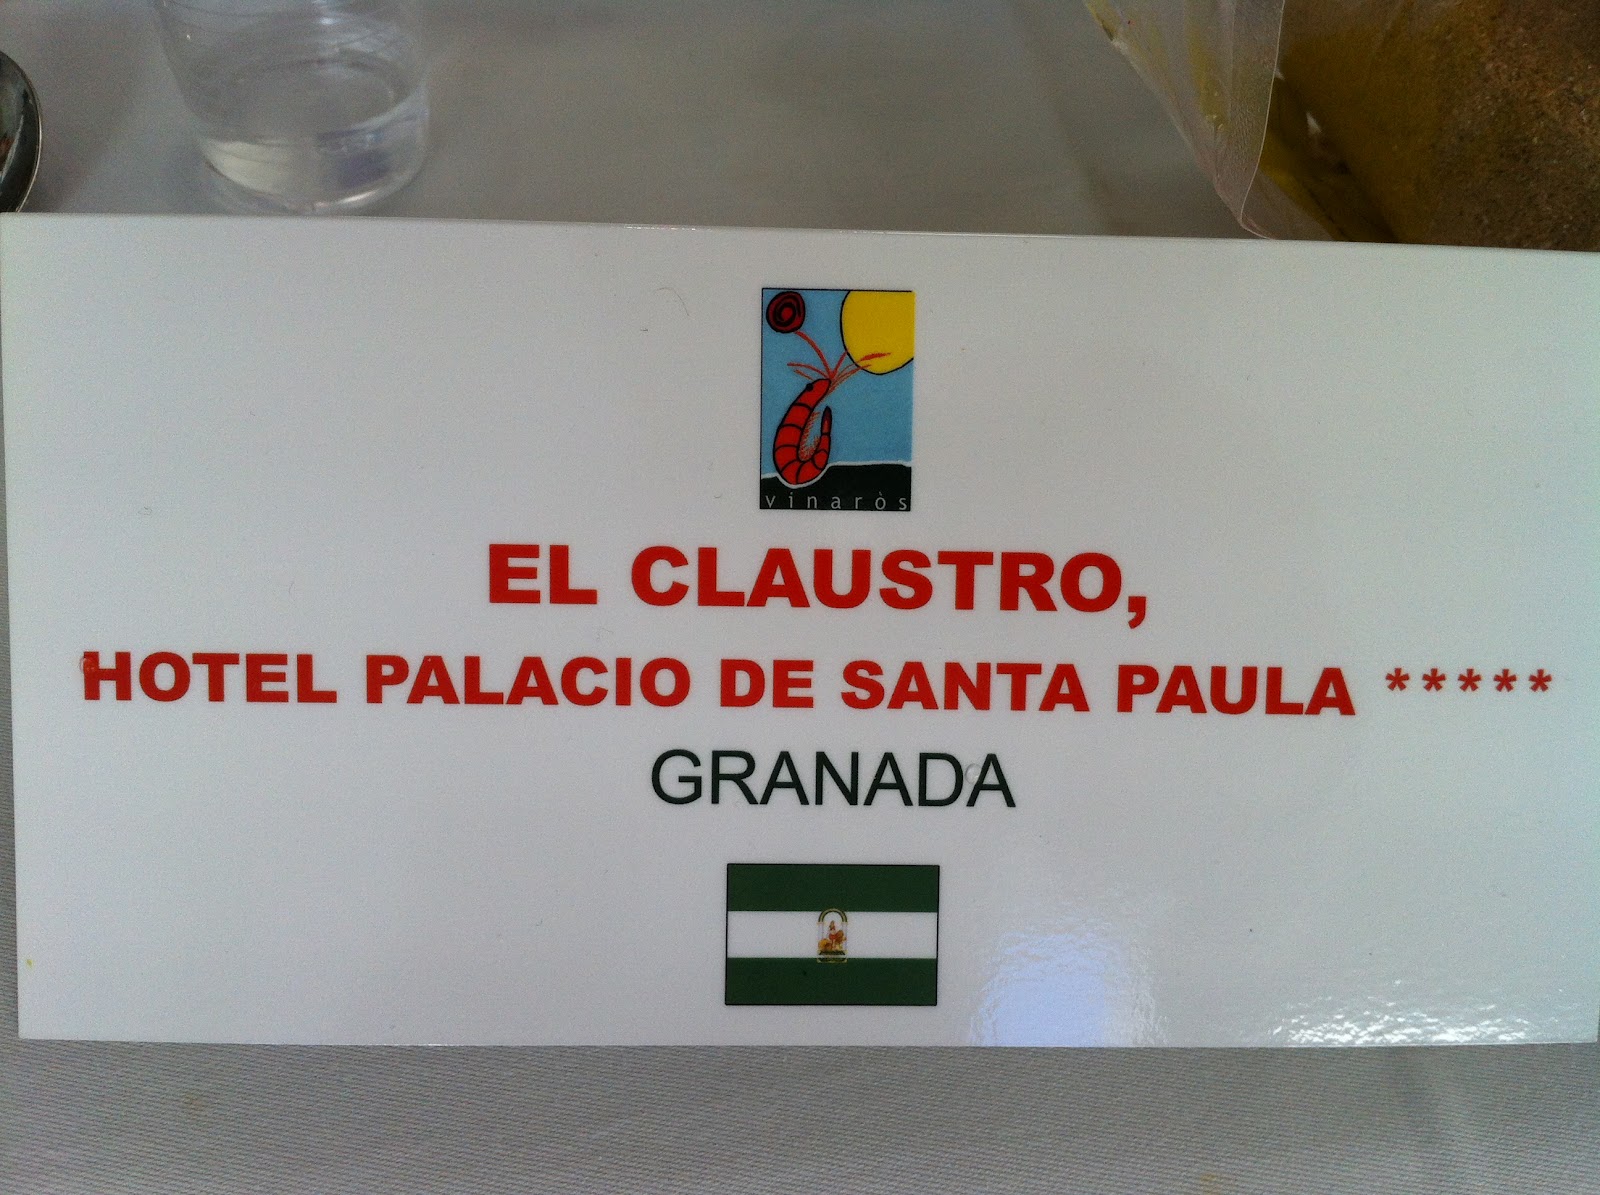 vinaròs
EL CLAUSTRO,
HOTEL PALACIO DE SANTA PAULA *****
GRANADA